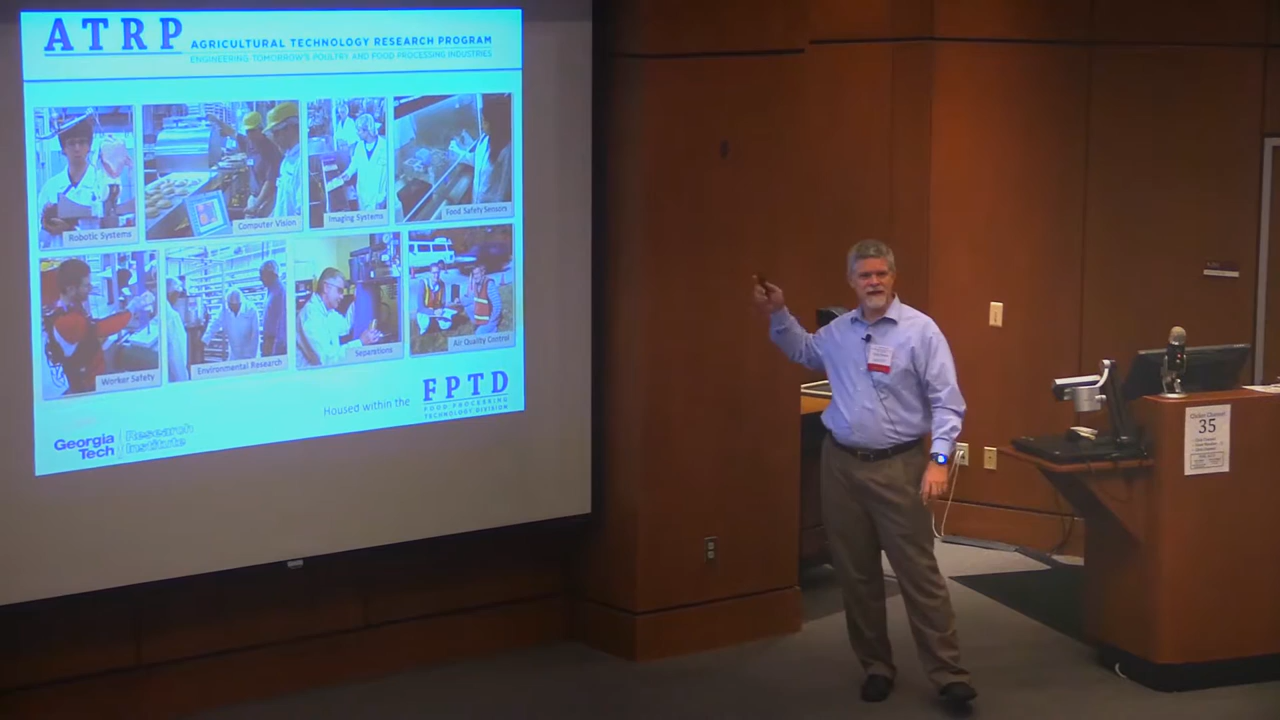 ATRP
AGRICULTURAL TECHNOLOGY RESEARCH PROGRAM
ENGINEERING TOMORROW'S POULTRY AND FOOD PROCESSING INDUSTRIES
Robotic Systems
Computer Vision
Imaging Systems
Food Safety Sensors
Worker Safety
Environmental Research
Separations
Air Quality Control
Housed within the
FPTD
FOOD PROCESSING
TECHNOLOGY DIVISION
Georgia
Tech
Research
Institute
35